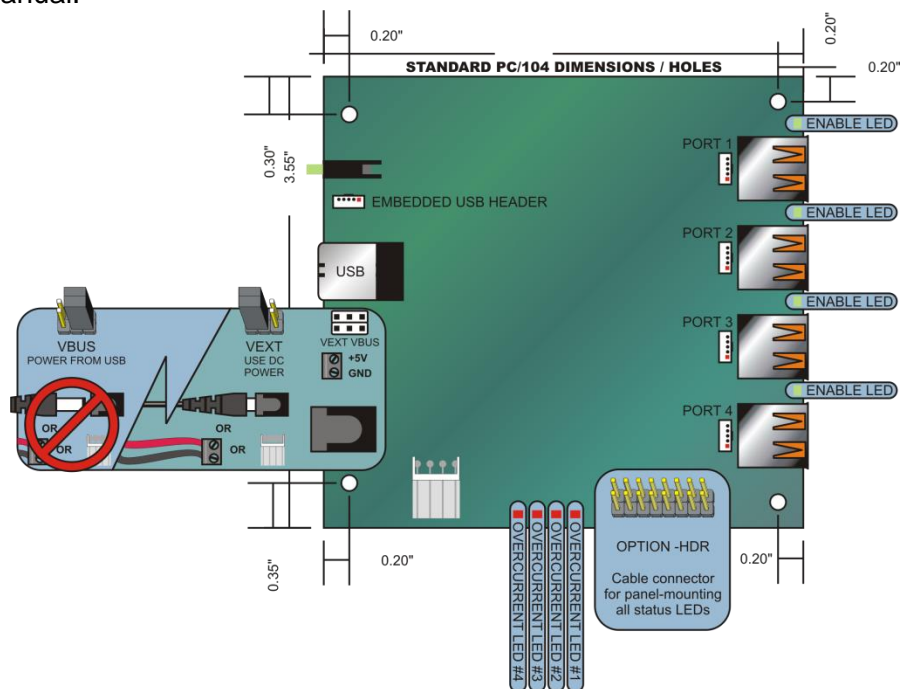 anual.
0.20"
0.20"
STANDARD PC/104 DIMENSIONS / HOLES
0.20"
ENABLE LED
PORT 1
0.30"
3.55"
EMBEDDED USB HEADER
ENABLE LED
PORT 2
USB
ENABLE LED
PORT 3
VBUS
POWER FROM USB
VEXT
USE DC
POWER
VEXT VBUS
+5V
GND
ENABLE LED
PORT 4
OR
OR
OR
OR
OVERCURRENT LED #4
OVERCURRENT LED #3
OVERCURRENT LED #2
OVERCURRENT LED #1
OPTION -HDR
Cable connector
for panel-mounting
all status LEDs
0.35"
0.20"
0.20"